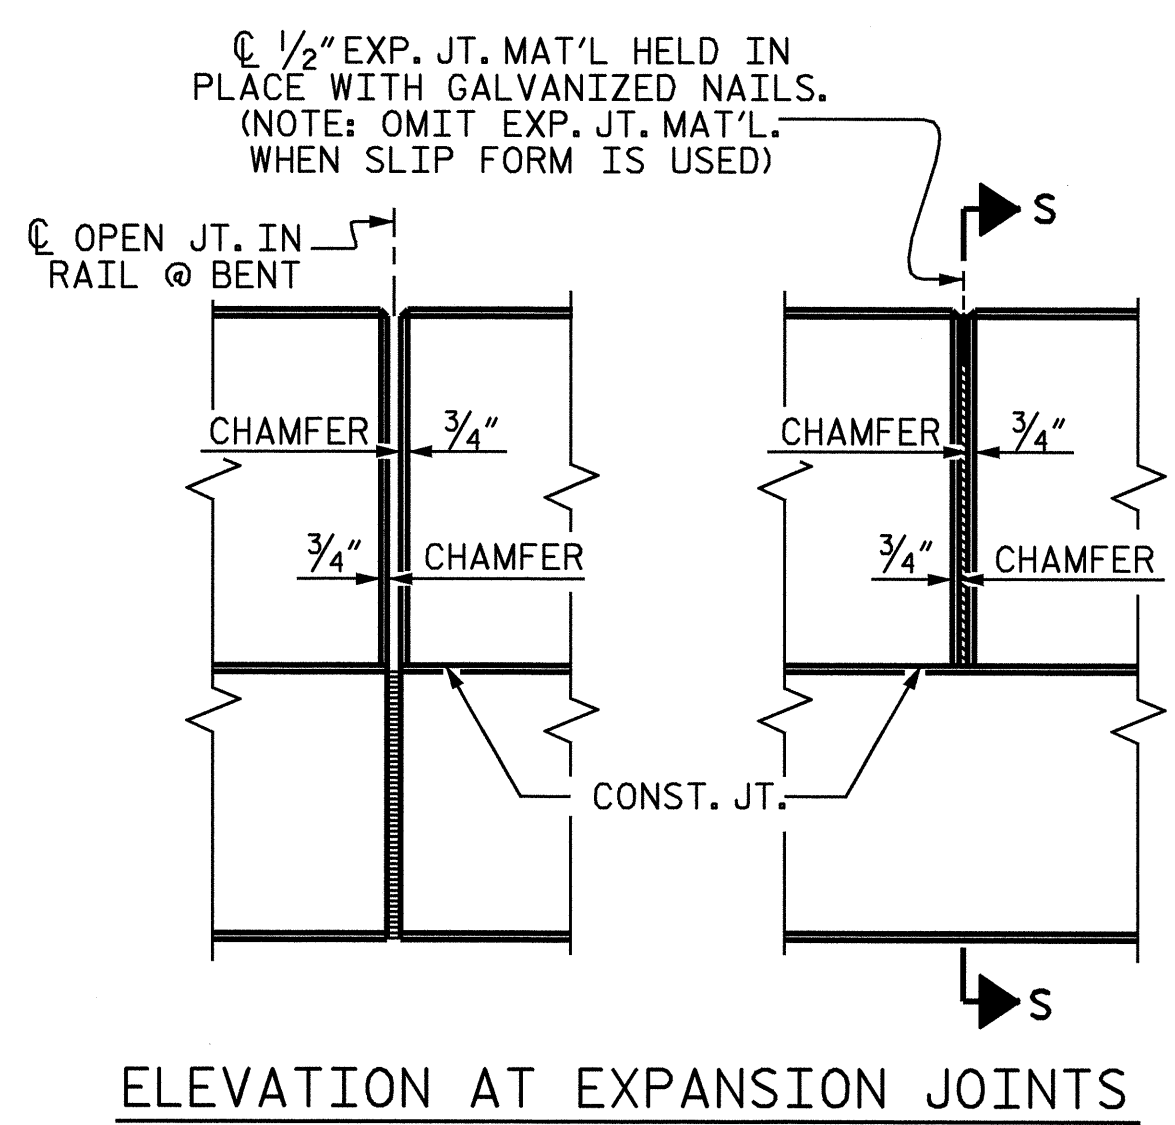 ℄ 1/2" EXP. JT. MAT'L HELD IN
PLACE WITH GALVANIZED NAILS.
(NOTE: OMIT EXP. JT. MAT'L.
WHEN SLIP FORM IS USED)
S
℄ OPEN JT. IN
RAIL @ BENT
CHAMFER 3/4"
CHAMFER 3/4"
3/4" CHAMFER
3/4" CHAMFER
CONST. JT.
S
ELEVATION AT EXPANSION JOINTS